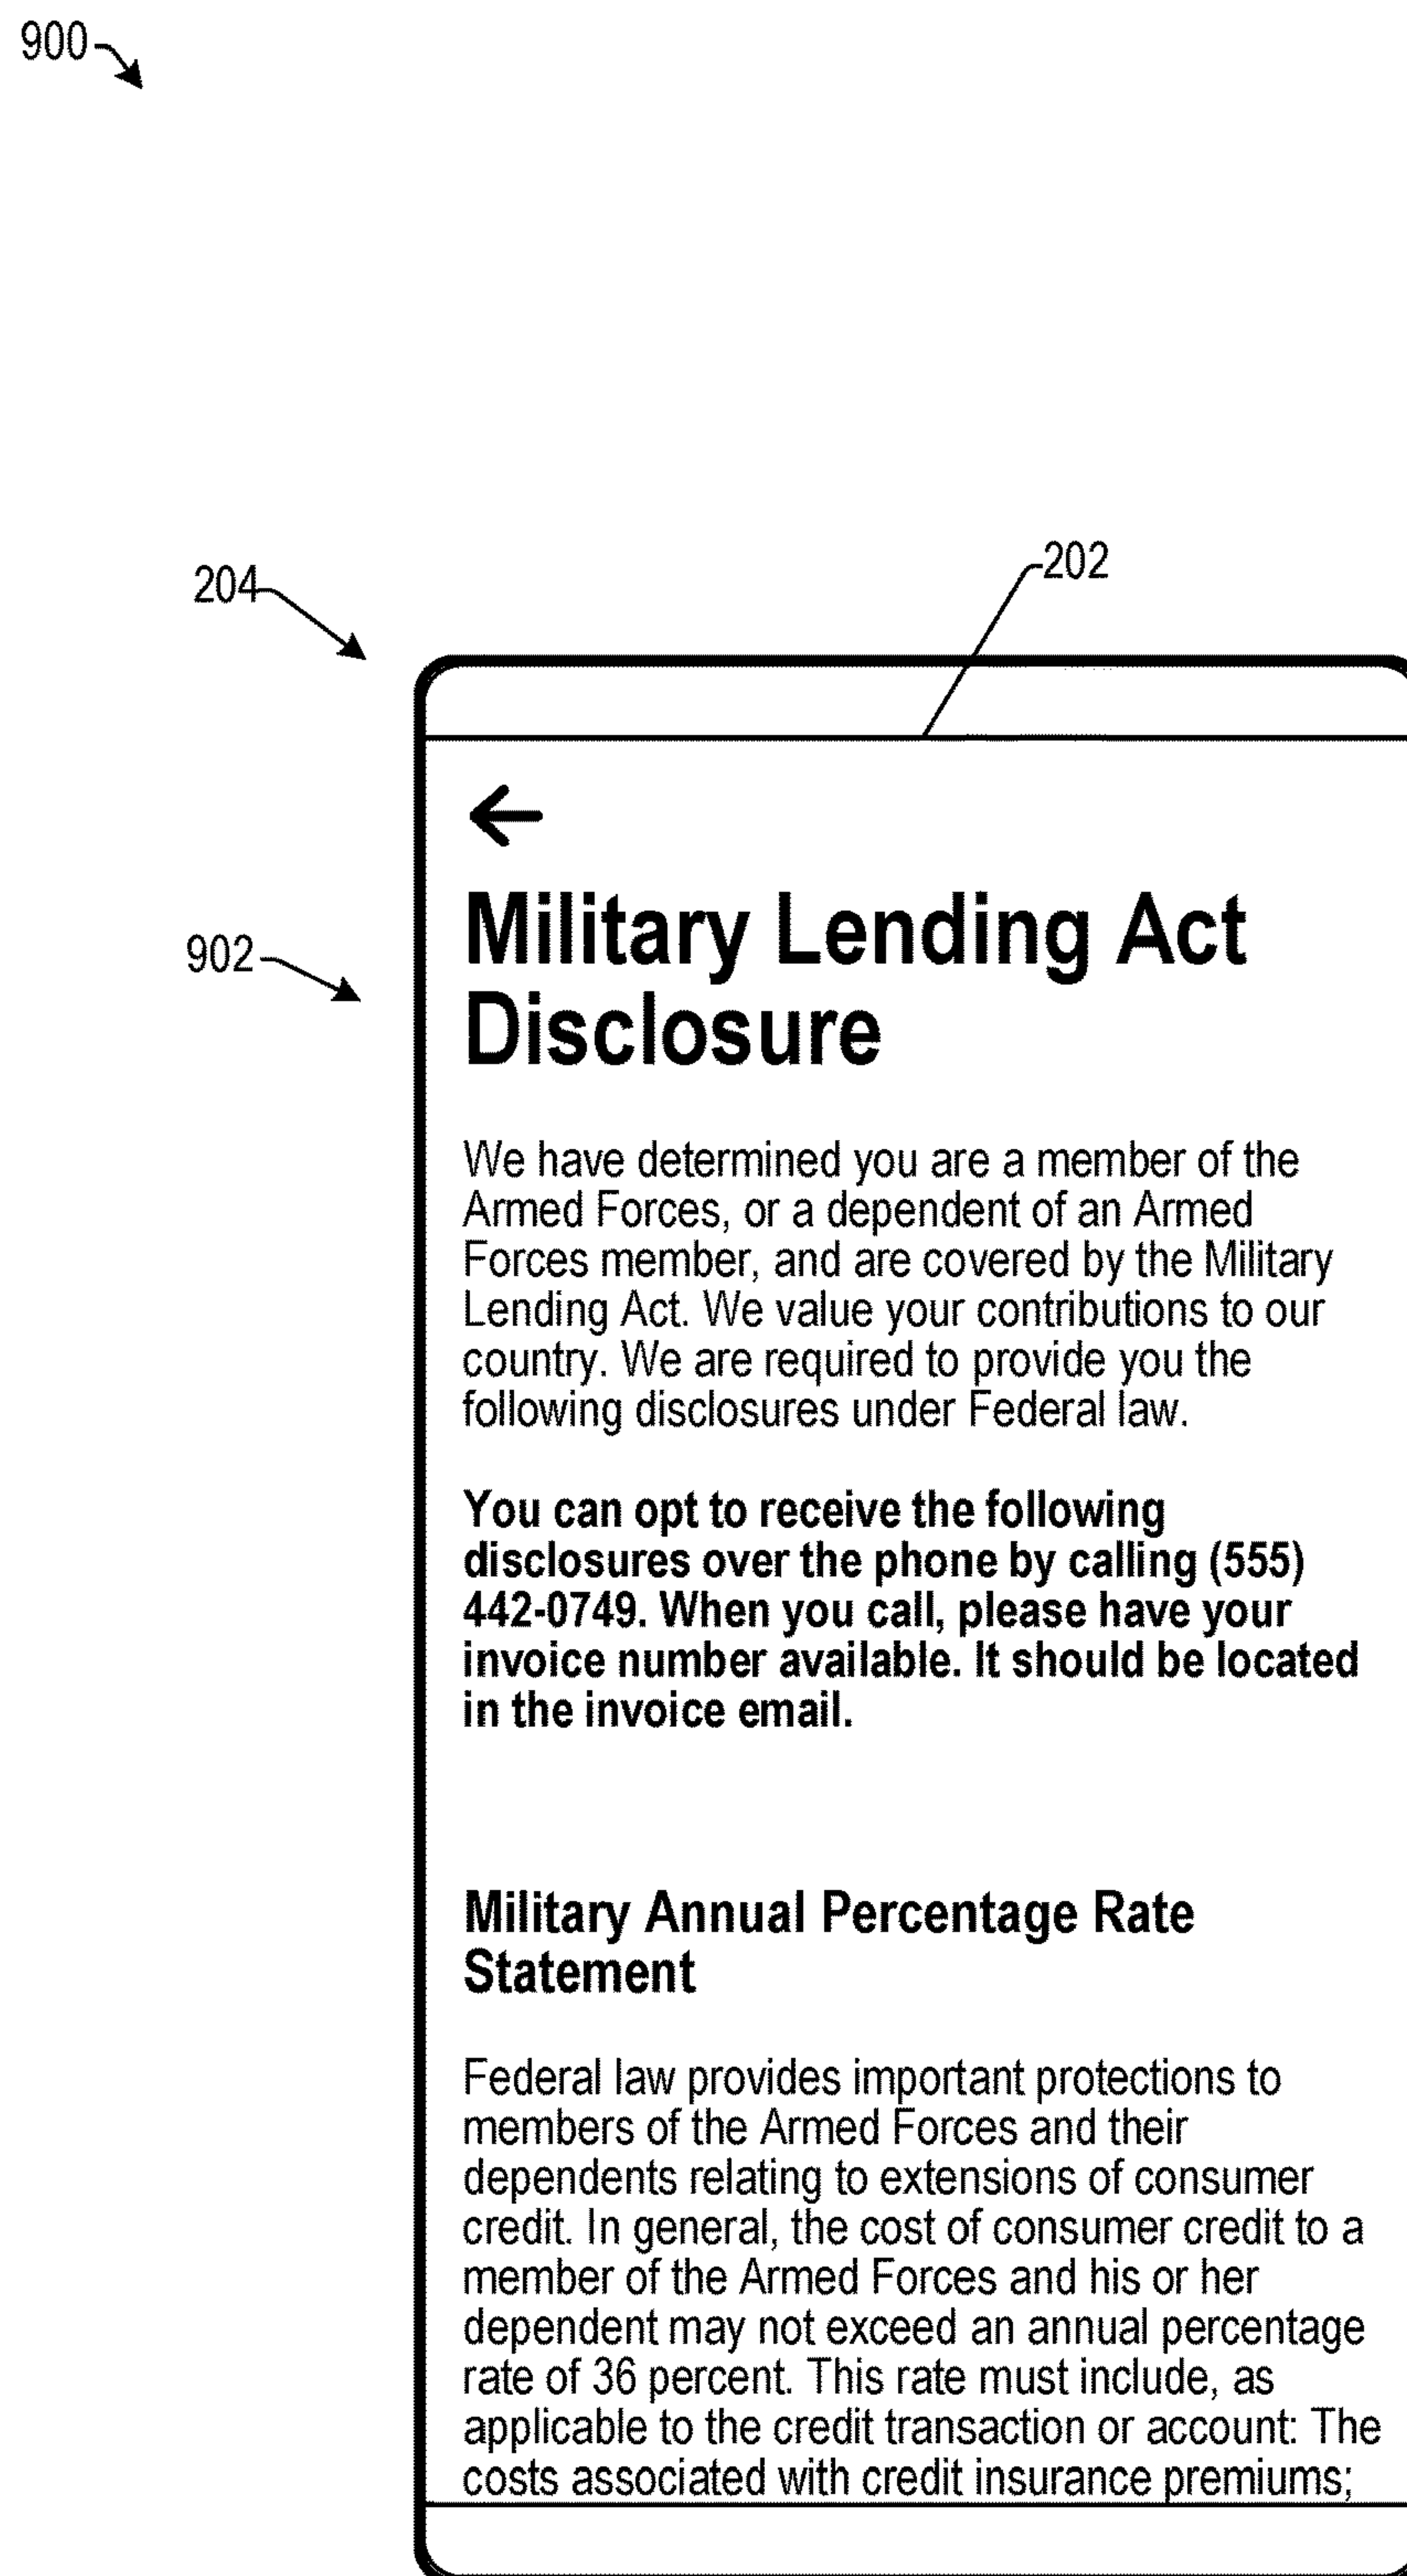 900
204
202
902
Military Lending Act
Disclosure
We have determined you are a member of the
Armed Forces, or a dependent of an Armed
Forces member, and are covered by the Military
Lending Act. We value your contributions to our
country. We are required to provide you the
following disclosures under Federal law.
You can opt to receive the following
disclosures over the phone by calling (555)
442-0749. When you call, please have your
invoice number available. It should be located
in the invoice email.
Military Annual Percentage Rate
Statement
Federal law provides important protections to
members of the Armed Forces and their
dependents relating to extensions of consumer
credit. In general, the cost of consumer credit to a
member of the Armed Forces and his or her
dependent may not exceed an annual percentage
rate of 36 percent. This rate must include, as
applicable to the credit transaction or account: The
costs associated with credit insurance premiums;